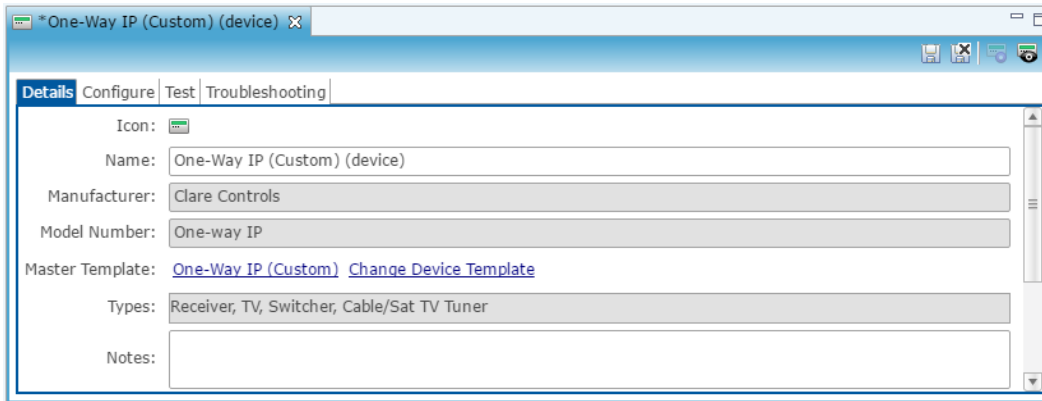 *One-Way IP (Custom) (device)
Details Configure Test Troubleshooting
Icon:
Name: One-Way IP (Custom) (device)
Manufacturer: Clare Controls
Model Number: One-way IP
Master Template: One-Way IP (Custom) Change Device Template
Types: Receiver, TV, Switcher, Cable/Sat TV Tuner
Notes: